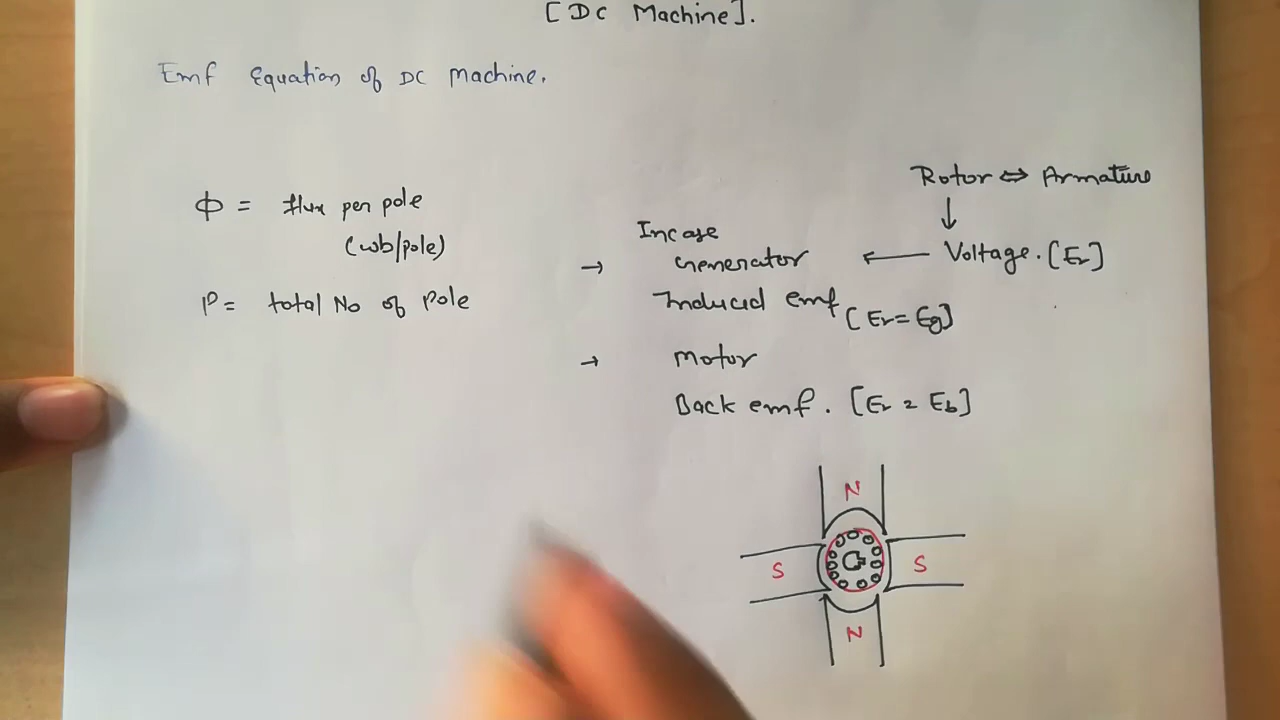 [DC Machine].
Emf Equation of DC Machine.
Φ = flux per pole
(wb/pole)
P = total No of Pole
Rotor ⇔ Armature
↓
Incase
→ Generator ← Voltage. [Er]
Induced emf [Er = Eg]
→ Motor
Back emf. [Er = Eb]
N
S S
N